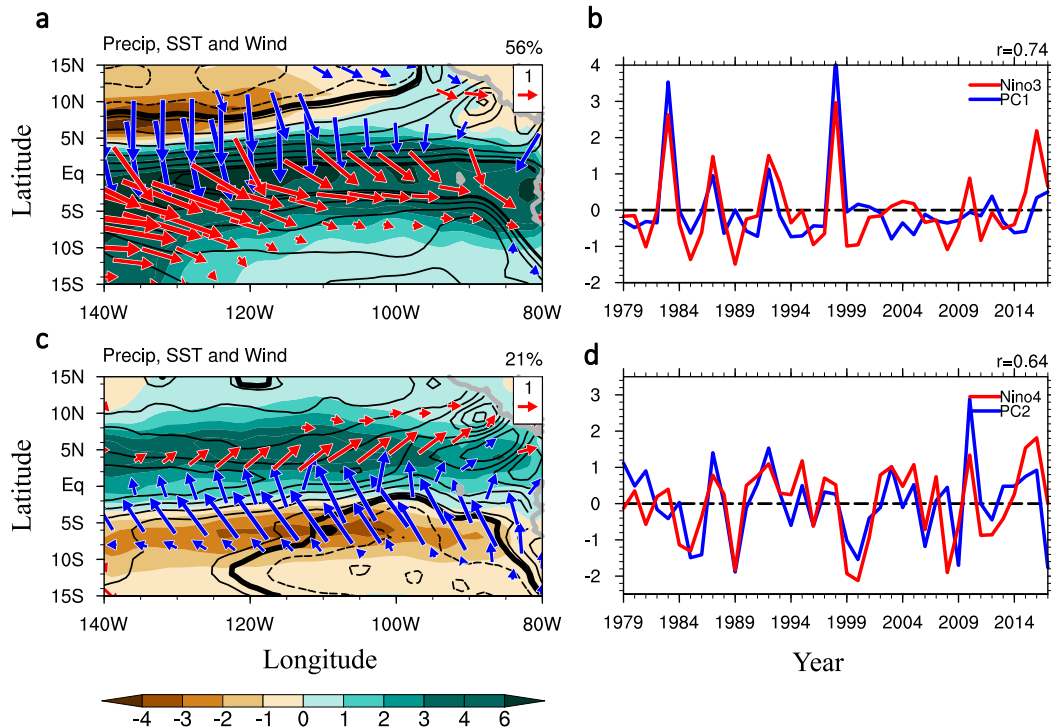 a
Precip, SST and Wind 56%
15N
10N
5N
Eq
5S
10S
15S
Latitude
1
140W 120W 100W 80W
b
r=0.74
4
3
2
1
0
-1
-2
Nino3
PC1
1979 1984 1989 1994 1999 2004 2009 2014
c
Precip, SST and Wind 21%
15N
10N
5N
Eq
5S
10S
15S
Latitude
1
140W 120W 100W 80W
Longitude
d
r=0.64
3
2
1
0
-1
-2
Nino4
PC2
1979 1984 1989 1994 1999 2004 2009 2014
Year
-4 -3 -2 -1 0 1 2 3 4 6